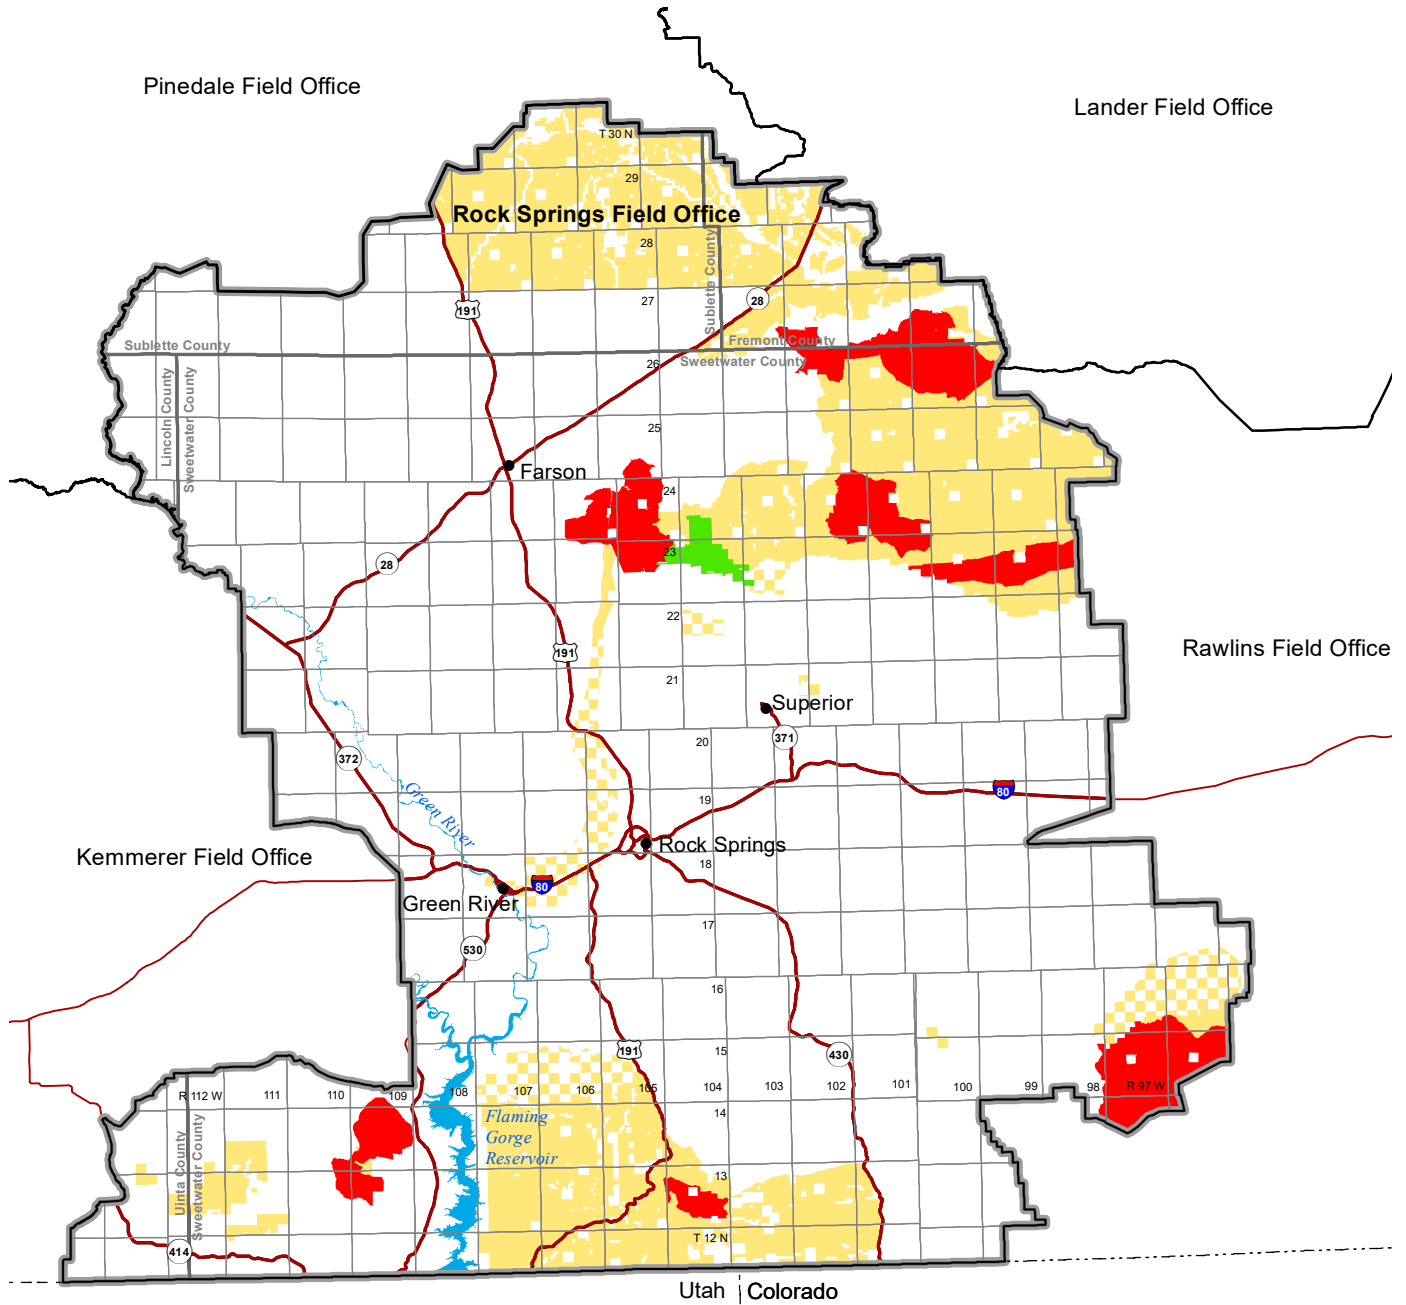 Pinedale Field Office
Lander Field Office
T 30 N
29
Rock Springs Field Office
28
Sublette County
27
28
191
Sublette County
Fremont County
Sweetwater County
26
Lincoln County
Sweetwater County
25
Farson
24
23
28
22
191
Rawlins Field Office
21
Superior
371
20
372
80
19
Green River
Rock Springs
18
Kemmerer Field Office
80
Green River
17
530
16
191
15
430
R 112 W
111
110
109
108
107
106
105
104
103
102
101
100
99
98
R 97 W
14
Flaming
Gorge
Reservoir
Uinta County
Sweetwater County
13
T 12 N
414
Utah
Colorado